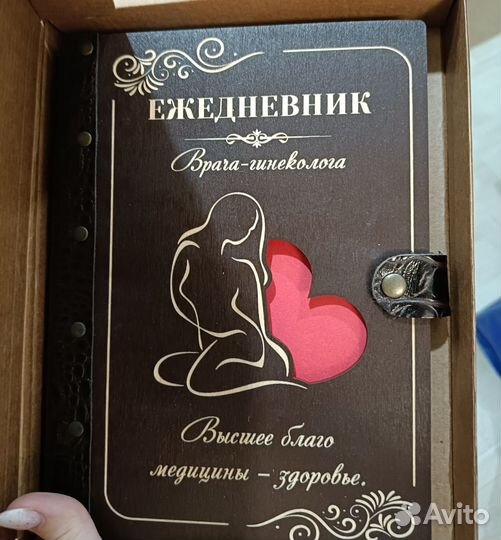 ЕЖЕДНЕВНИК
Врача-гинеколога
Высшее благо
медицины – здоровье.
Avito